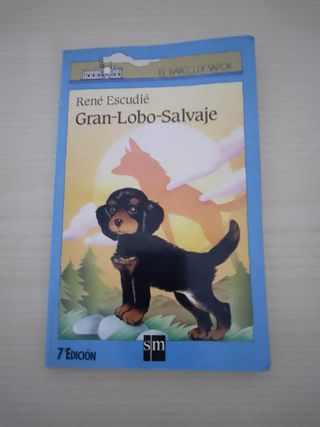 EL BARCO DE VAPOR
René Escudié
Gran-Lobo-Salvaje
7ª EDICIÓN
sm